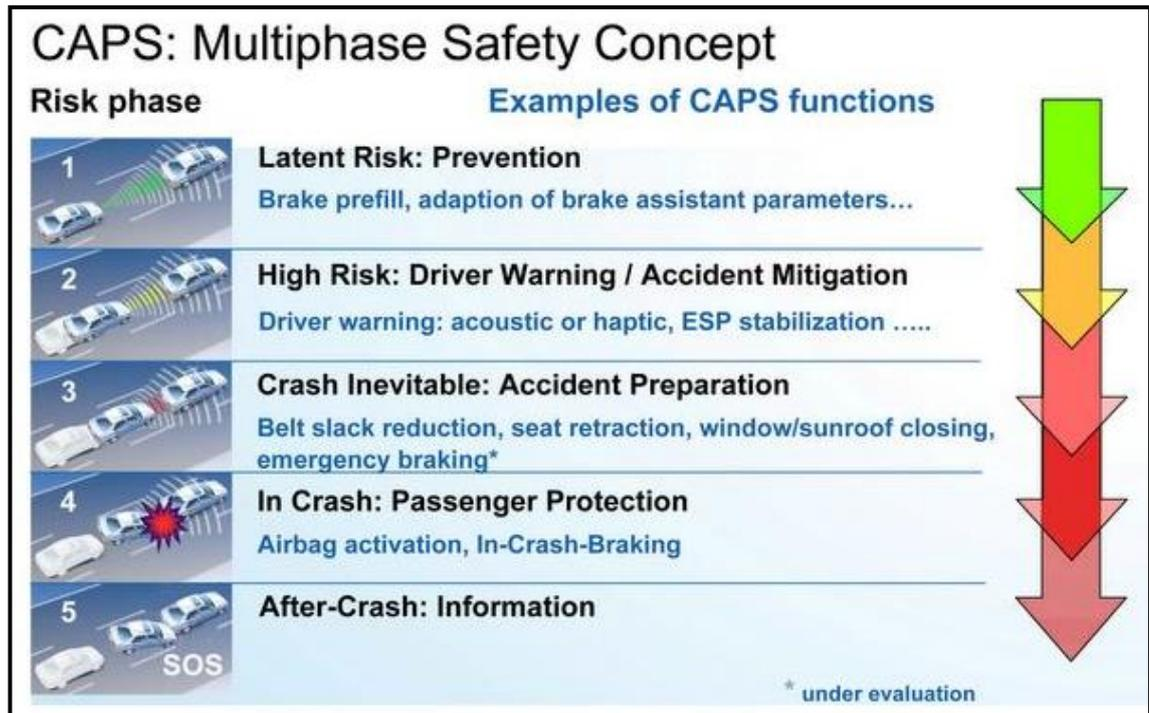 CAPS: Multiphase Safety Concept
Risk phase
Examples of CAPS functions
1
Latent Risk: Prevention
Brake prefill, adaption of brake assistant parameters…
2
High Risk: Driver Warning / Accident Mitigation
Driver warning: acoustic or haptic, ESP stabilization …..
3
Crash Inevitable: Accident Preparation
Belt slack reduction, seat retraction, window/sunroof closing,
emergency braking*
4
In Crash: Passenger Protection
Airbag activation, In-Crash-Braking
5
After-Crash: Information
SOS
* under evaluation